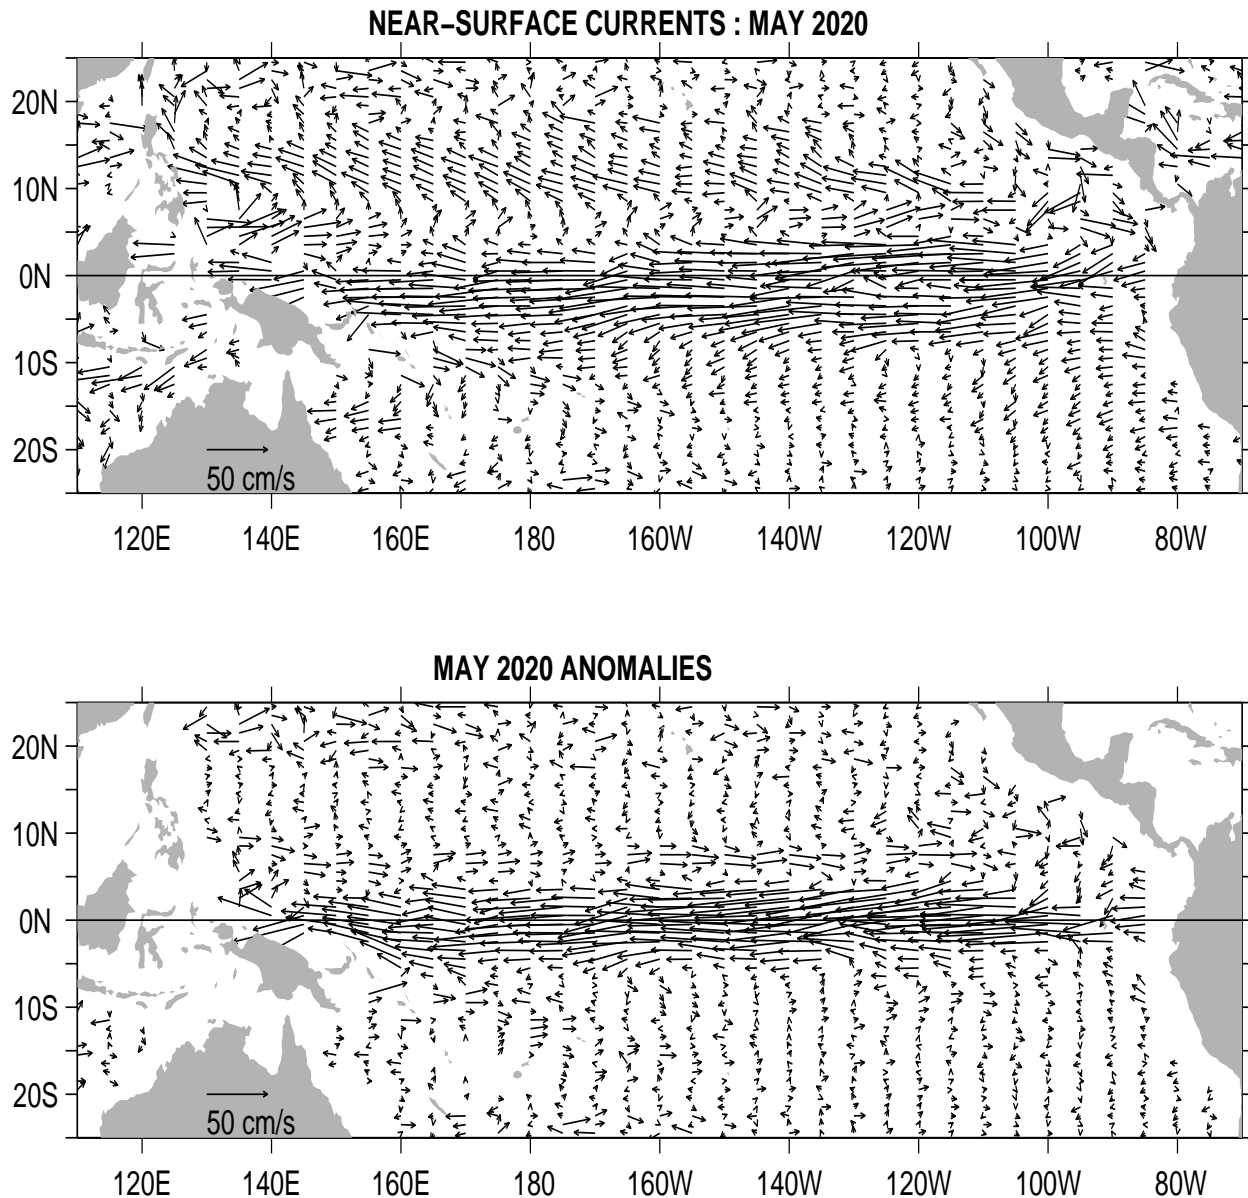 NEAR−SURFACE CURRENTS : MAY 2020
20N
10N
0N
10S
20S
50 cm/s
120E 140E 160E 180 160W 140W 120W 100W 80W
MAY 2020 ANOMALIES
20N
10N
0N
10S
20S
50 cm/s
120E 140E 160E 180 160W 140W 120W 100W 80W